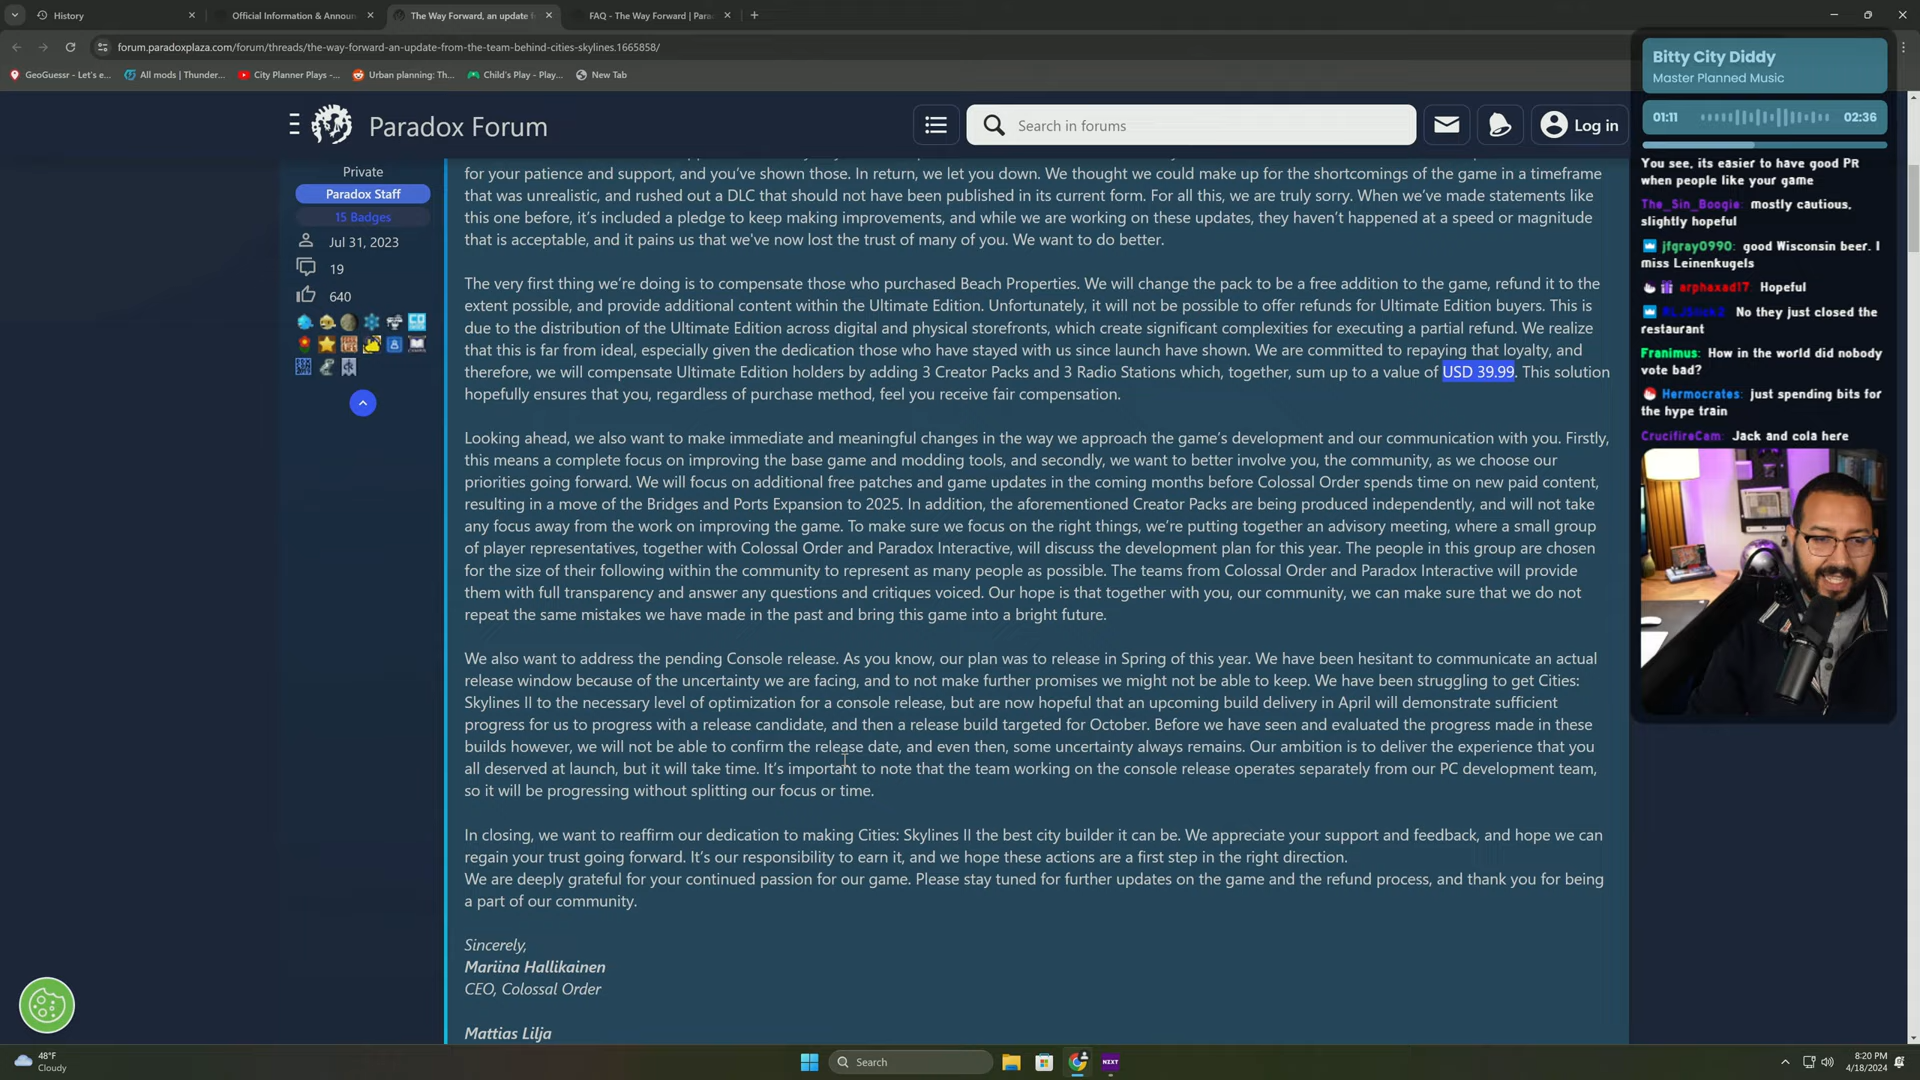 History
Official Information & Annou
The Way Forward, an update f
FAQ - The Way Forward | Para
forum.paradoxplaza.com/forum/threads/the-way-forward-an-update-from-the-team-behind-cities-skylines.1665858/
GeoGuessr - Let's e...
All mods | Thunder...
City Planner Plays -...
Urban planning: Th...
Child's Play - Play...
New Tab
Paradox Forum
Search in forums
Log in
Private
Paradox Staff
15 Badges
Jul 31, 2023
19
640
for your patience and support, and you've shown those. In return, we let you down. We thought we could make up for the shortcomings of the game in a timeframe
that was unrealistic, and rushed out a DLC that should not have been published in its current form. For all this, we are truly sorry. When we've made statements like
this one before, it's included a pledge to keep making improvements, and while we are working on these updates, they haven't happened at a speed or magnitude
that is acceptable, and it pains us that we've now lost the trust of many of you. We want to do better.
The very first thing we're doing is to compensate those who purchased Beach Properties. We will change the pack to be a free addition to the game, refund it to the
extent possible, and provide additional content within the Ultimate Edition. Unfortunately, it will not be possible to offer refunds for Ultimate Edition buyers. This is
due to the distribution of the Ultimate Edition across digital and physical storefronts, which create significant complexities for executing a partial refund. We realize
that this is far from ideal, especially given the dedication those who have stayed with us since launch have shown. We are committed to repaying that loyalty, and
therefore, we will compensate Ultimate Edition holders by adding 3 Creator Packs and 3 Radio Stations which, together, sum up to a value of USD 39.99. This solution
hopefully ensures that you, regardless of purchase method, feel you receive fair compensation.
Looking ahead, we also want to make immediate and meaningful changes in the way we approach the game's development and our communication with you. Firstly,
this means a complete focus on improving the base game and modding tools, and secondly, we want to better involve you, the community, as we choose our
priorities going forward. We will focus on additional free patches and game updates in the coming months before Colossal Order spends time on new paid content,
resulting in a move of the Bridges and Ports Expansion to 2025. In addition, the aforementioned Creator Packs are being produced independently, and will not take
any focus away from the work on improving the game. To make sure we focus on the right things, we're putting together an advisory meeting, where a small group
of player representatives, together with Colossal Order and Paradox Interactive, will discuss the development plan for this year. The people in this group are chosen
for the size of their following within the community to represent as many people as possible. The teams from Colossal Order and Paradox Interactive will provide
them with full transparency and answer any questions and critiques voiced. Our hope is that together with you, our community, we can make sure that we do not
repeat the same mistakes we have made in the past and bring this game into a bright future.
We also want to address the pending Console release. As you know, our plan was to release in Spring of this year. We have been hesitant to communicate an actual
release window because of the uncertainty we are facing, and to not make further promises we might not be able to keep. We have been struggling to get Cities:
Skylines II to the necessary level of optimization for a console release, but are now hopeful that an upcoming build delivery in April will demonstrate sufficient
progress for us to progress with a release candidate, and then a release build targeted for October. Before we have seen and evaluated the progress made in these
builds however, we will not be able to confirm the release date, and even then, some uncertainty always remains. Our ambition is to deliver the experience that you
all deserved at launch, but it will take time. It's important to note that the team working on the console release operates separately from our PC development team,
so it will be progressing without splitting our focus or time.
In closing, we want to reaffirm our dedication to making Cities: Skylines II the best city builder it can be. We appreciate your support and feedback, and hope we can
regain your trust going forward. It's our responsibility to earn it, and we hope these actions are a first step in the right direction.
We are deeply grateful for your continued passion for our game. Please stay tuned for further updates on the game and the refund process, and thank you for being
a part of our community.
Sincerely,
Mariina Hallikainen
CEO, Colossal Order
Mattias Lilja
Bitty City Diddy
Master Planned Music
01:11
02:36
You see, its easier to have good PR
when people like your game
The_Sin_Boogie: mostly cautious,
slightly hopeful
jfgray0990: good Wisconsin beer. I
miss Leinenkugels
arphaxad17: Hopeful
No they just closed the
restaurant
Franimus: How in the world did nobody
vote bad?
Hermocrates: just spending bits for
the hype train
CrucifireCam: Jack and cola here
48°F
Cloudy
Search
NIXT
8:20 PM
4/18/2024